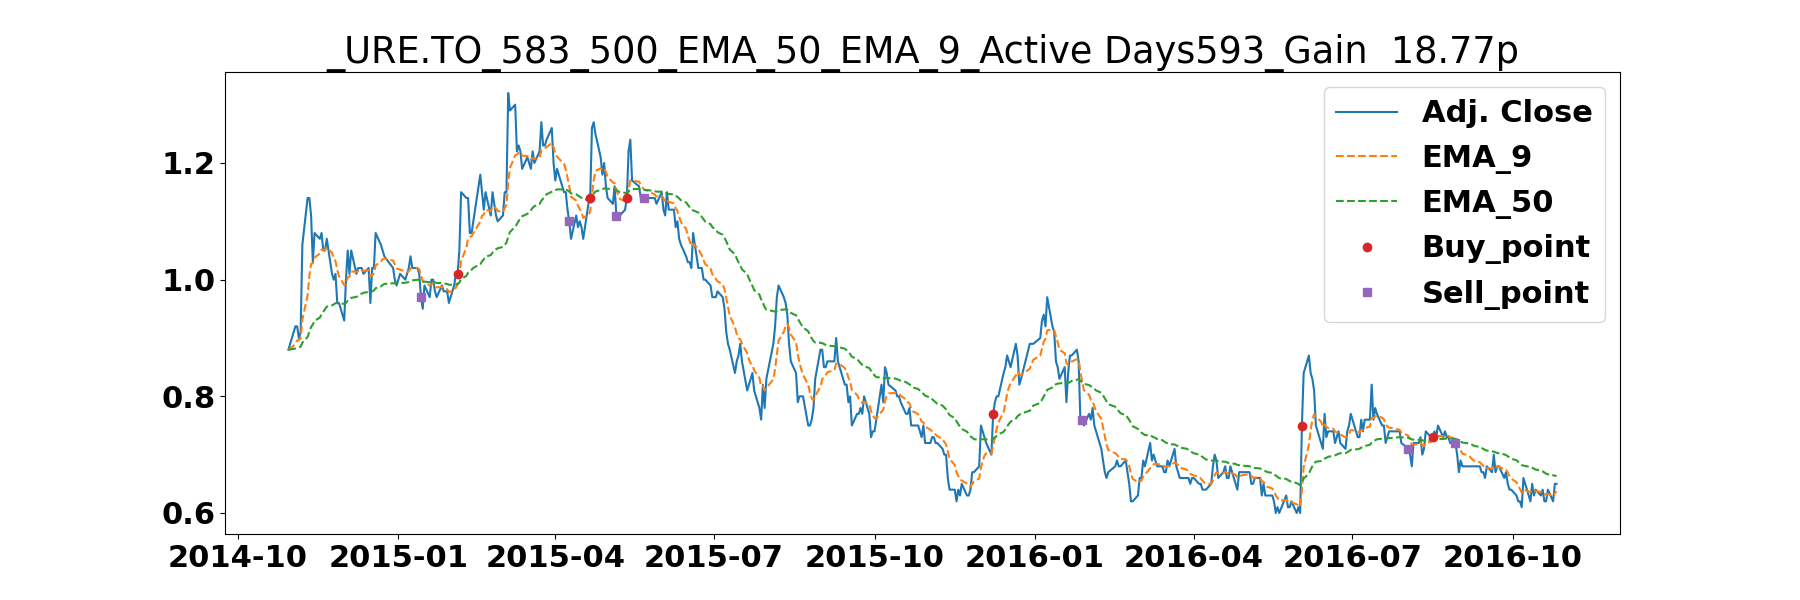 _URE.TO_583_500_EMA_50_EMA_9_Active Days593_Gain  18.77p
Adj. Close
EMA_9
EMA_50
Buy_point
Sell_point
1.2
1.0
0.8
0.6
2014-10 2015-01 2015-04 2015-07 2015-10 2016-01 2016-04 2016-07 2016-10